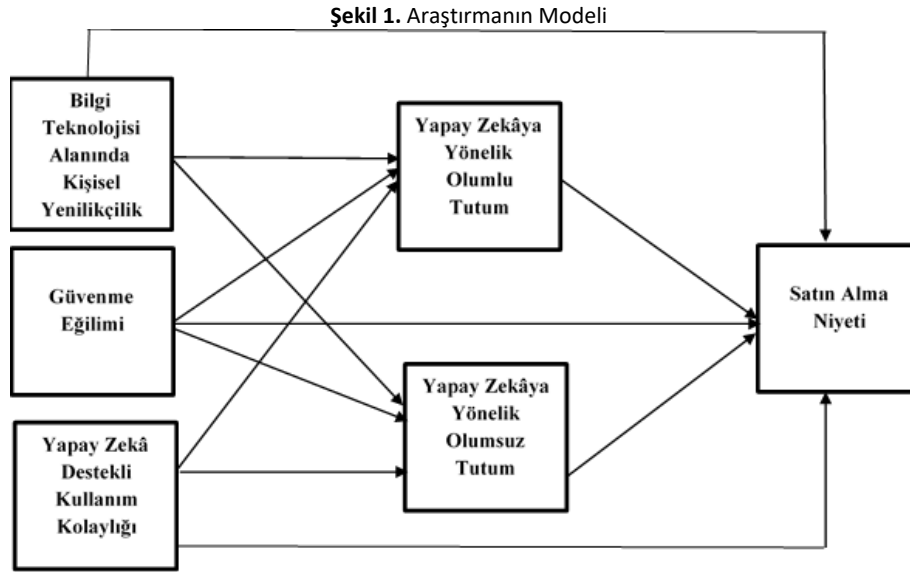 Şekil 1. Araştırmanın Modeli
Bilgi
Teknolojisi
Alanında
Kişisel
Yenilikçilik
Yapay Zekâya
Yönelik
Olumlu
Tutum
Güvenme
Eğilimi
Satın Alma
Niyeti
Yapay Zekâya
Yönelik
Olumsuz
Tutum
Yapay Zekâ
Destekli
Kullanım
Kolaylığı